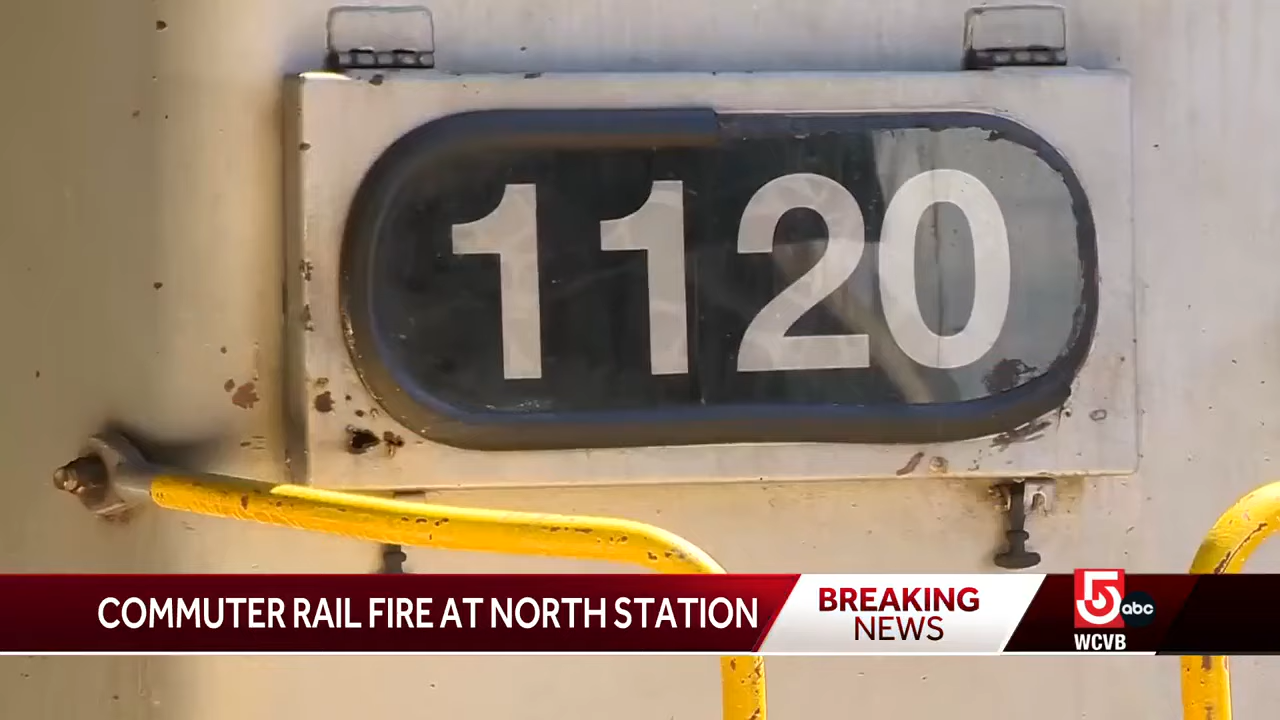 1120
COMMUTER RAIL FIRE AT NORTH STATION
BREAKING
NEWS
5
abc
WCVB